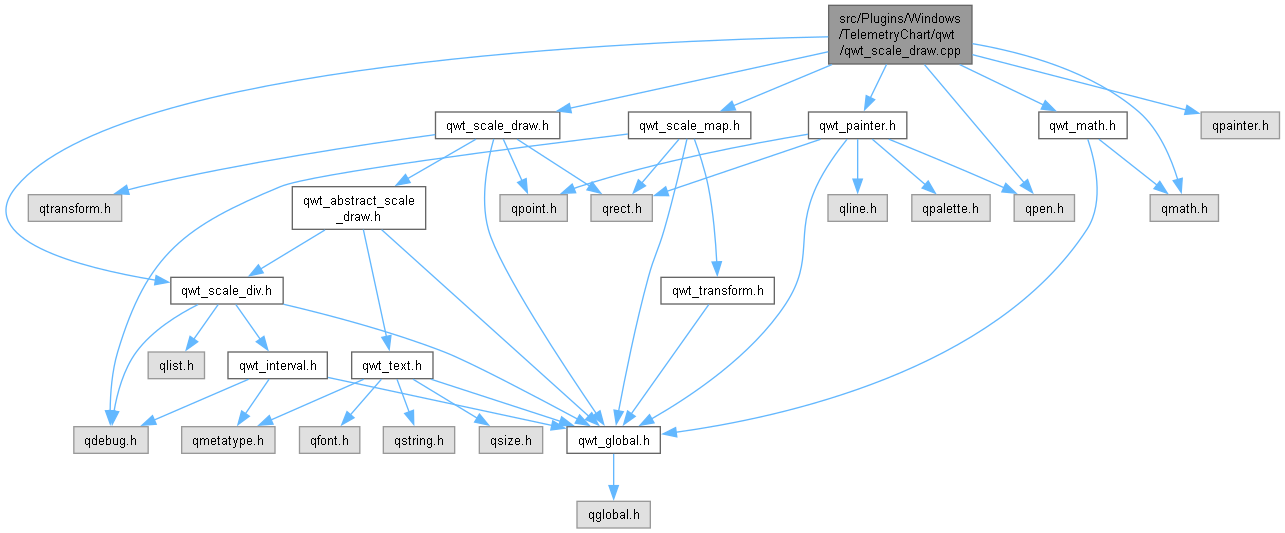 src/Plugins/Windows
/TelemetryChart/qwt
/qwt_scale_draw.cpp
qwt_scale_draw.h
qwt_scale_map.h
qwt_painter.h
qwt_math.h
qpainter.h
qtransform.h
qwt_abstract_scale
_draw.h
qpoint.h
qrect.h
qline.h
qpalette.h
qpen.h
qmath.h
qwt_scale_div.h
qwt_transform.h
qlist.h
qwt_interval.h
qwt_text.h
qdebug.h
qmetatype.h
qfont.h
qstring.h
qsize.h
qwt_global.h
qglobal.h